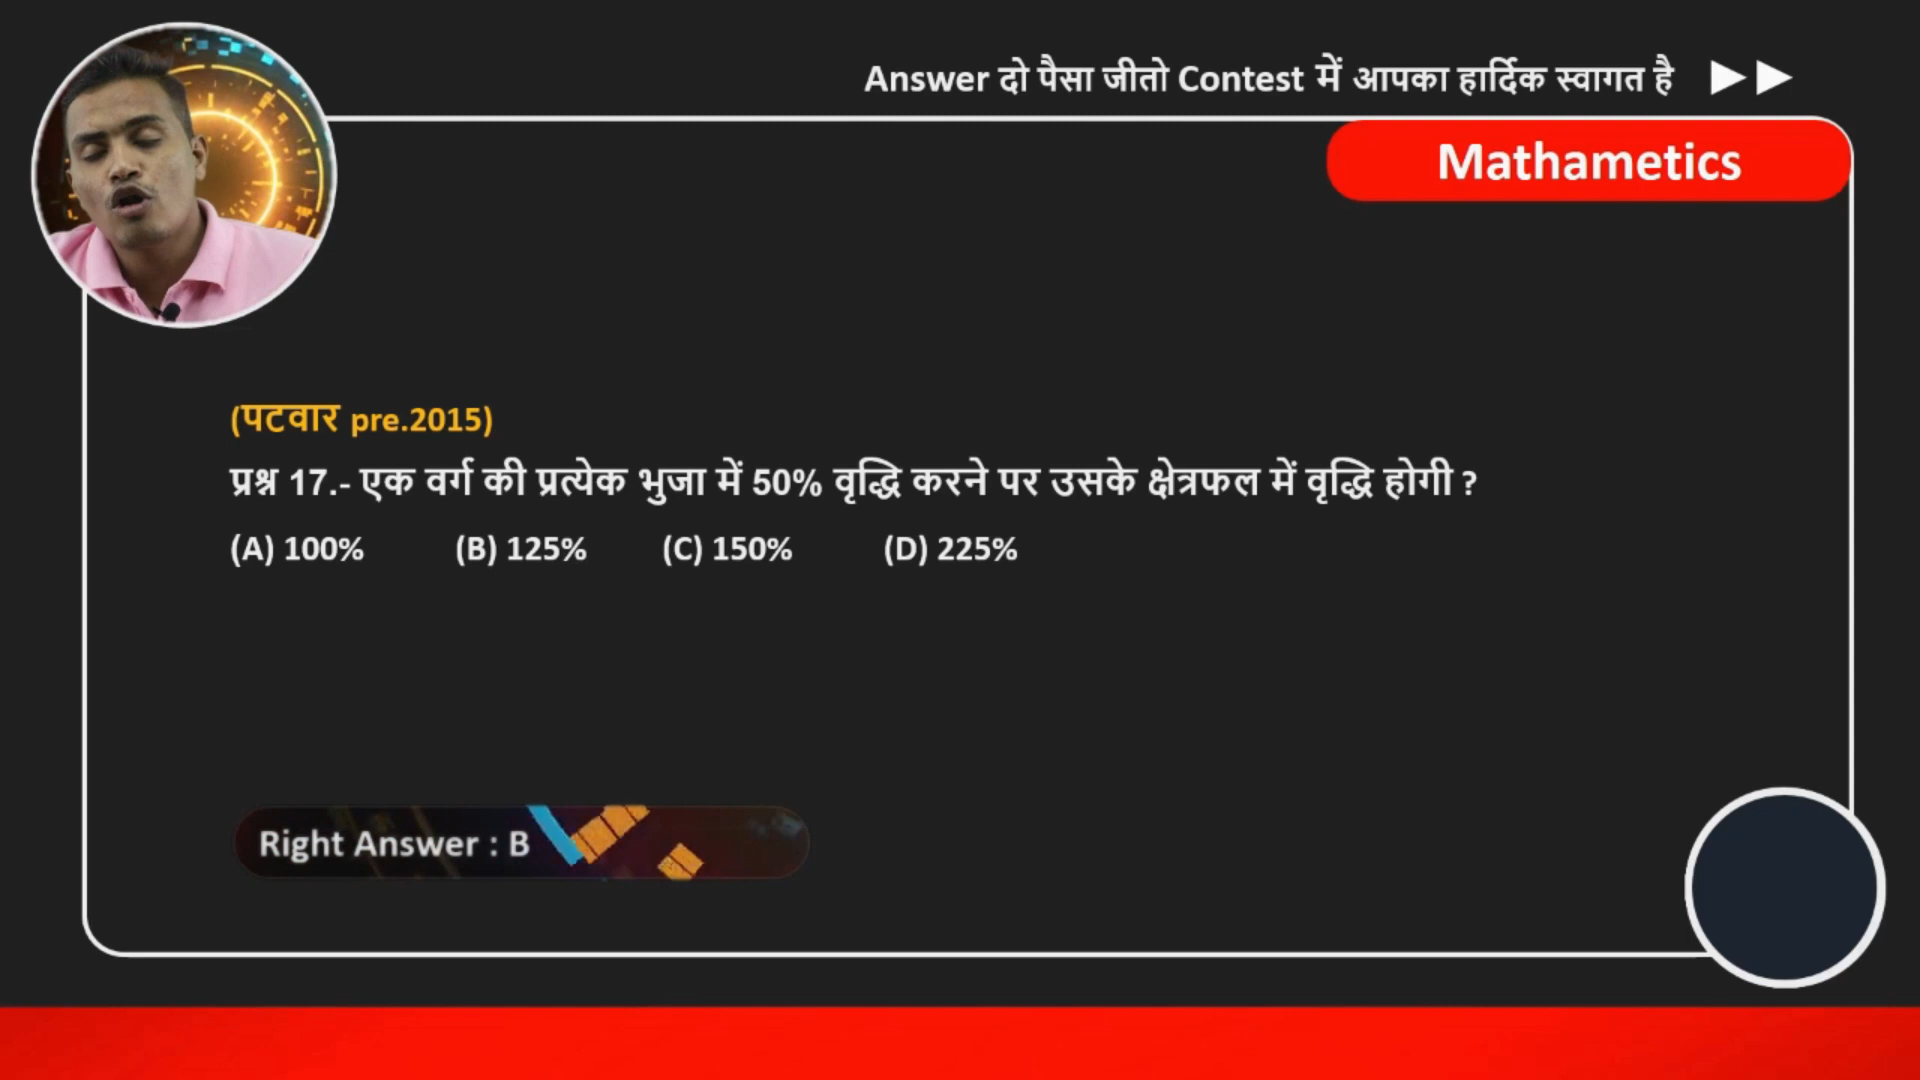 Answer दो पैसा जीतो Contest में आपका हार्दिक स्वागत है
Mathametics
(पटवार pre.2015)
प्रश्न 17.- एक वर्ग की प्रत्येक भुजा में 50% वृद्धि करने पर उसके क्षेत्रफल में वृद्धि होगी ?
(A) 100% (B) 125% (C) 150% (D) 225%
Right Answer : B